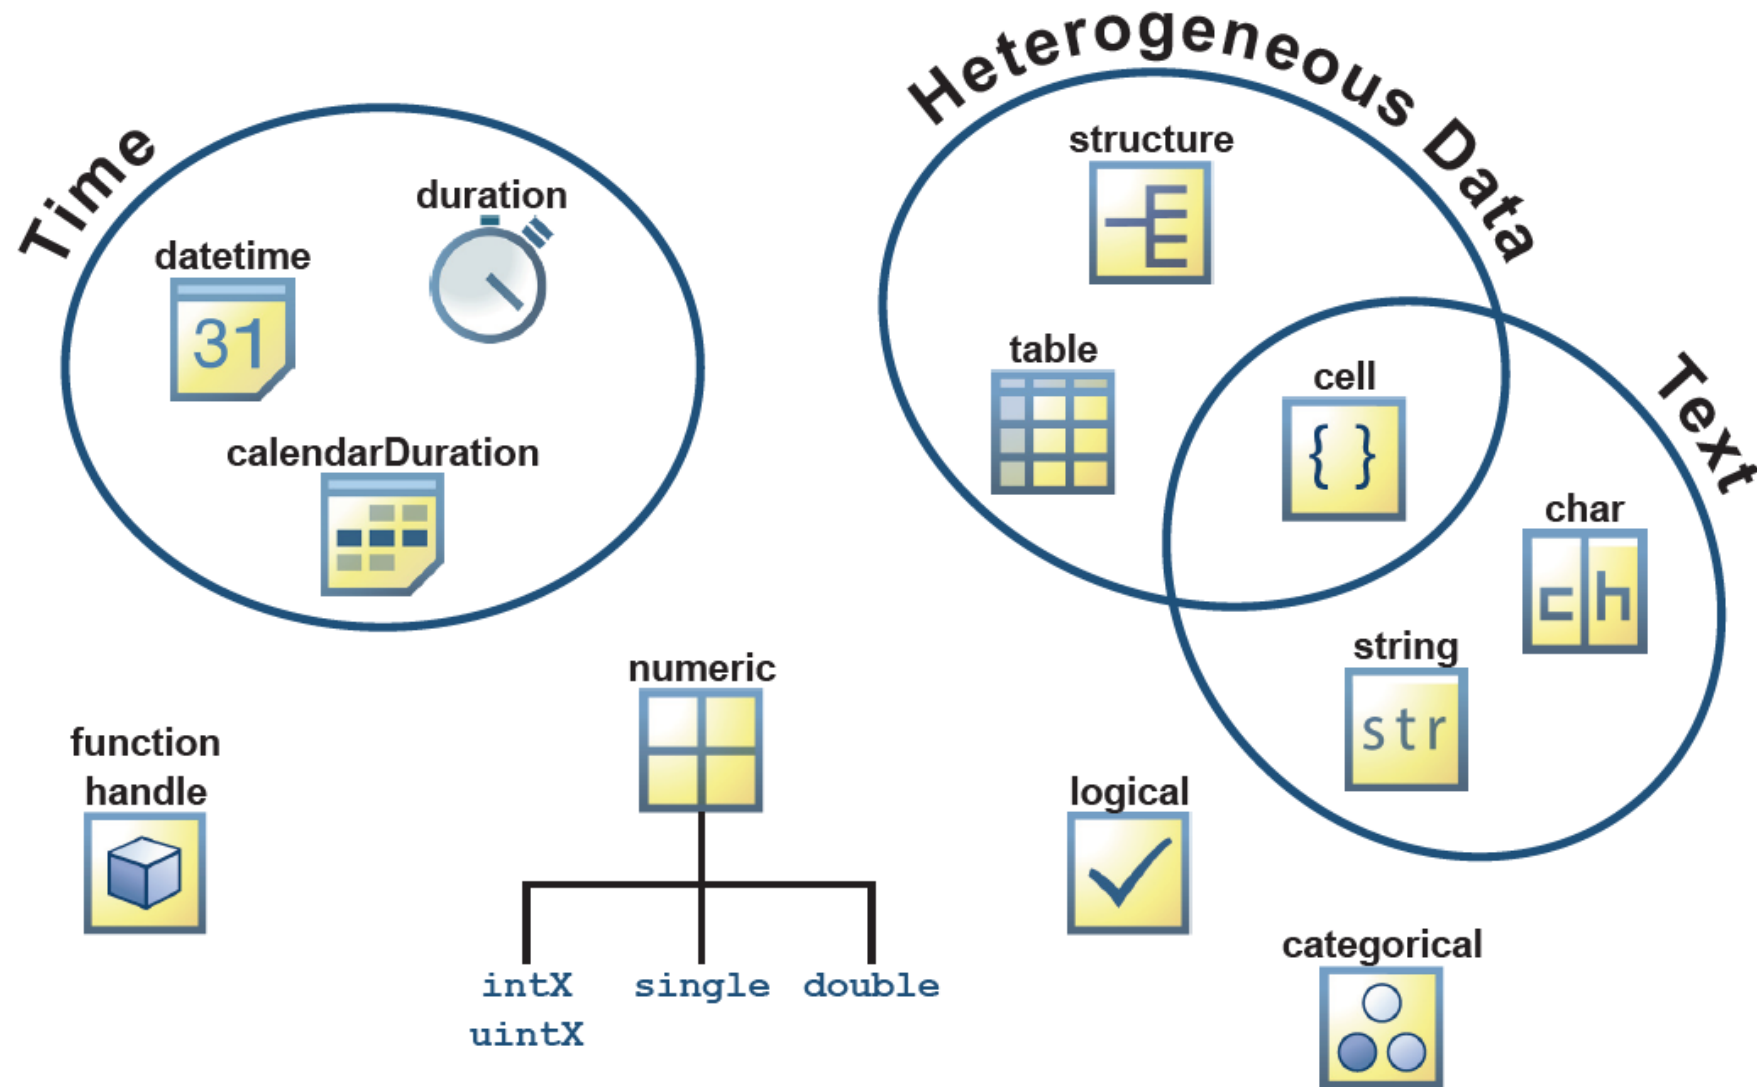 Time
datetime
31
duration
calendarDuration
Heterogeneous Data
structure
table
cell
{ }
Text
char
ch
string
str
function
handle
numeric
intX
uintX
single
double
logical
categorical